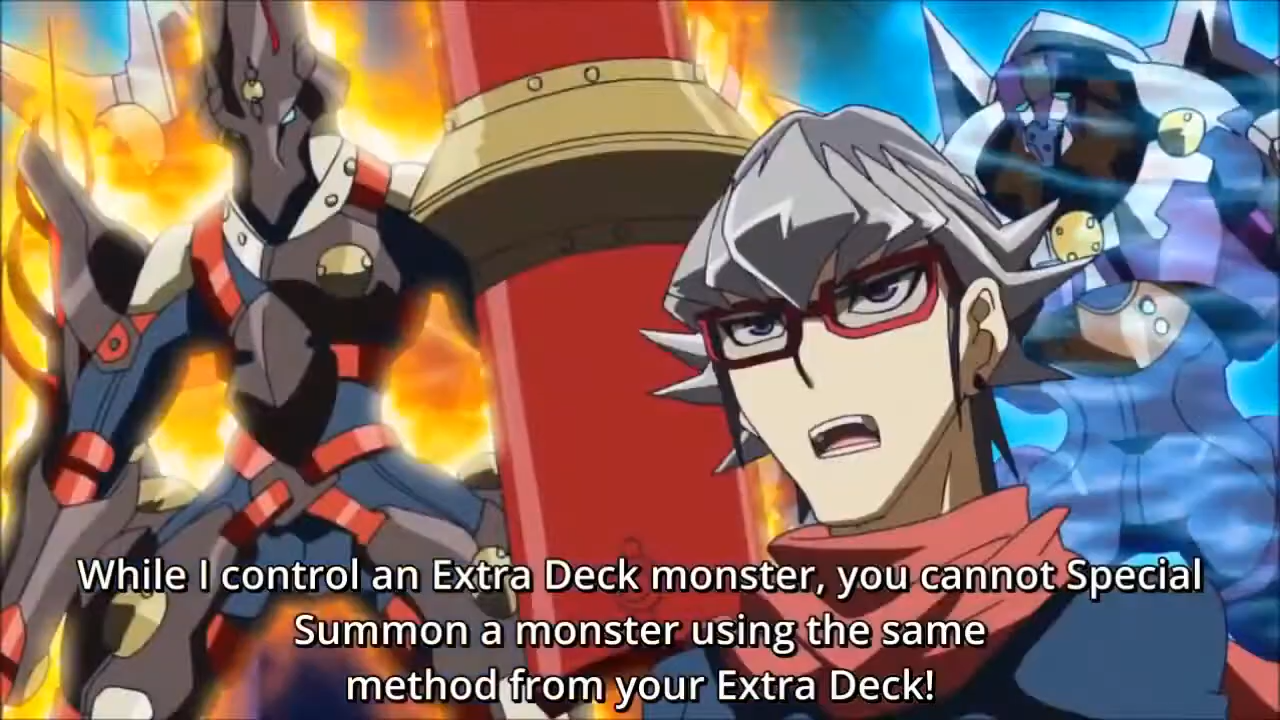 While I control an Extra Deck monster, you cannot Special
Summon a monster using the same
method from your Extra Deck!